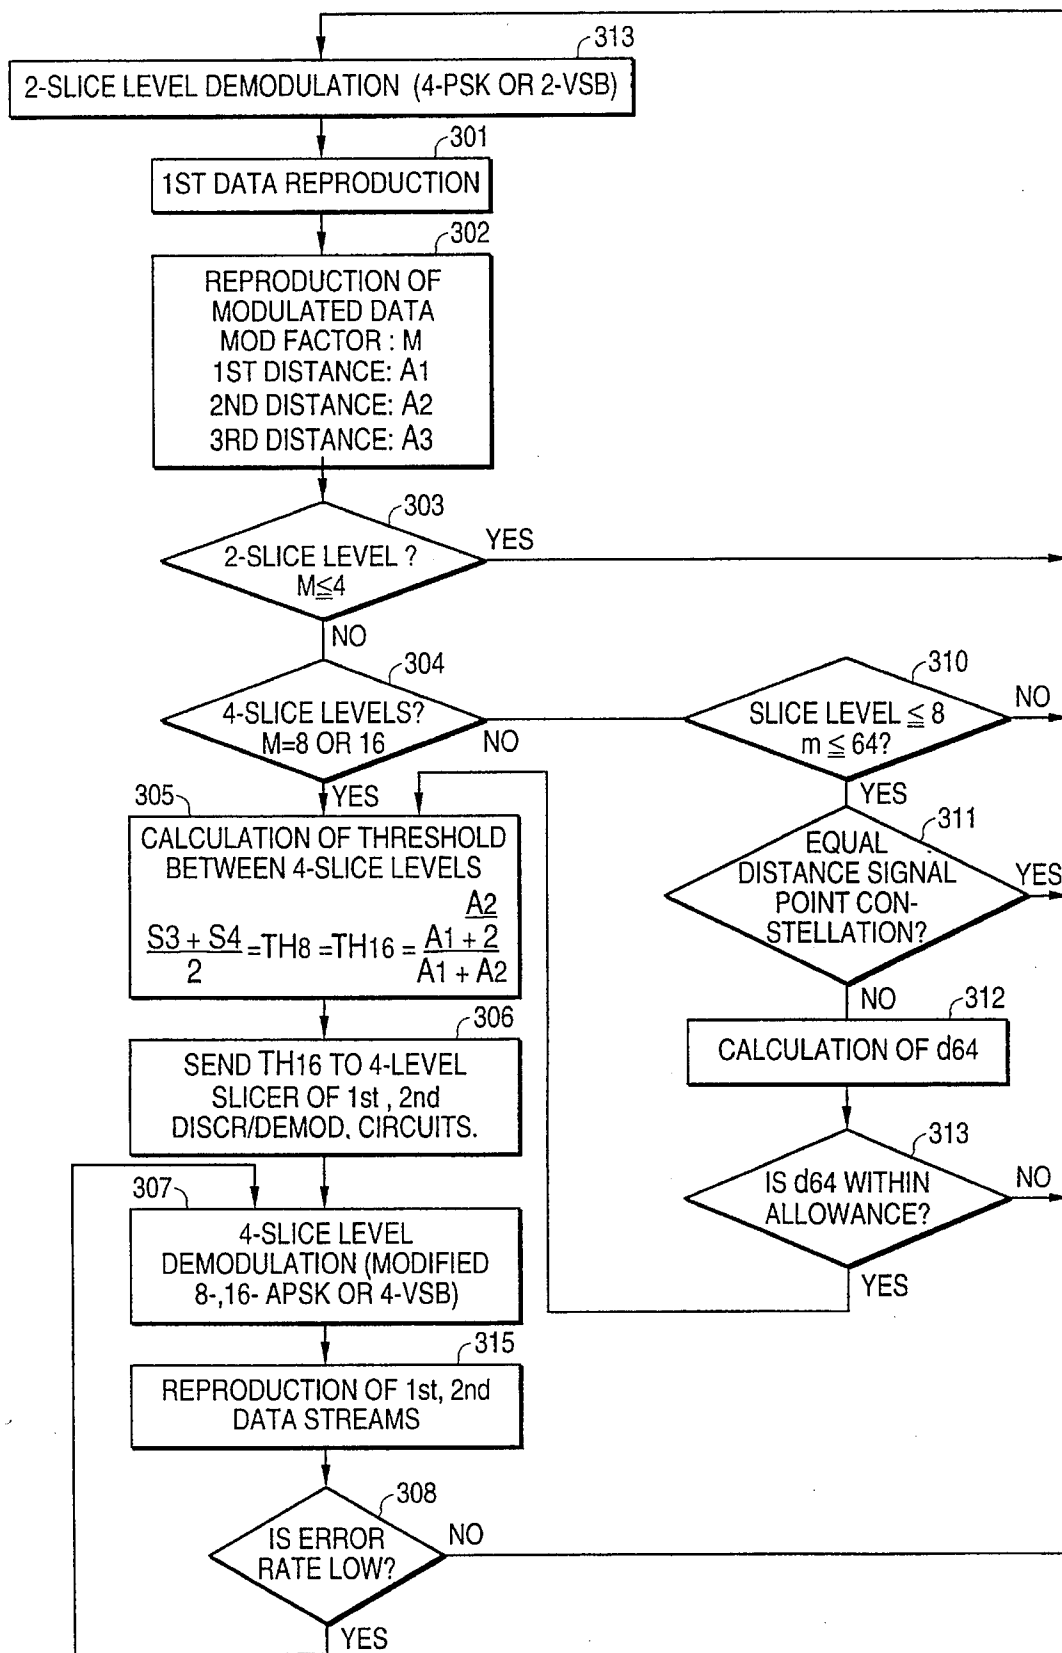 313
2-SLICE LEVEL DEMODULATION (4-PSK OR 2-VSB)
301
1ST DATA REPRODUCTION
302
REPRODUCTION OF
MODULATED DATA
MOD FACTOR : M
1ST DISTANCE: A1
2ND DISTANCE: A2
3RD DISTANCE: A3
303
2-SLICE LEVEL ?
M≦4
YES
NO
304
4-SLICE LEVELS?
M=8 OR 16
NO
YES
310
SLICE LEVEL ≦ 8
m ≦ 64?
NO
YES
305
CALCULATION OF THRESHOLD
BETWEEN 4-SLICE LEVELS
A2
S3 + S4 A1 + 2
=TH8 =TH16 =
2 A1 + A2
311
EQUAL
DISTANCE SIGNAL
POINT CON-
STELLATION?
YES
NO
312
CALCULATION OF d64
306
SEND TH16 TO 4-LEVEL
SLICER OF 1st , 2nd
DISCR/DEMOD. CIRCUITS.
313
IS d64 WITHIN
ALLOWANCE?
NO
YES
307
4-SLICE LEVEL
DEMODULATION (MODIFIED
8-,16- APSK OR 4-VSB)
315
REPRODUCTION OF 1st, 2nd
DATA STREAMS
308
IS ERROR
RATE LOW?
NO
YES